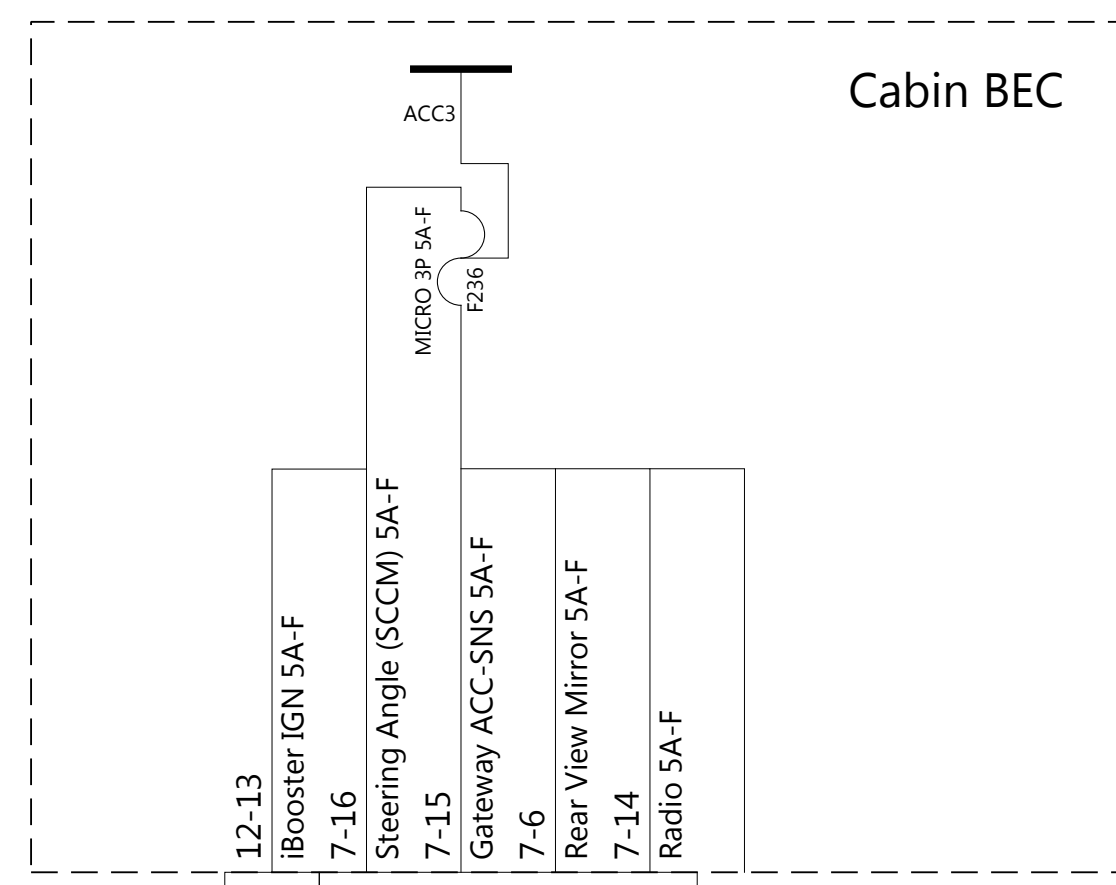 Cabin BEC
ACC3
MICRO 3P 5A-F
F236
12-13
iBooster IGN 5A-F
7-16
Steering Angle (SCCM) 5A-F
7-15
Gateway ACC-SNS 5A-F
7-6
Rear View Mirror 5A-F
7-14
Radio 5A-F